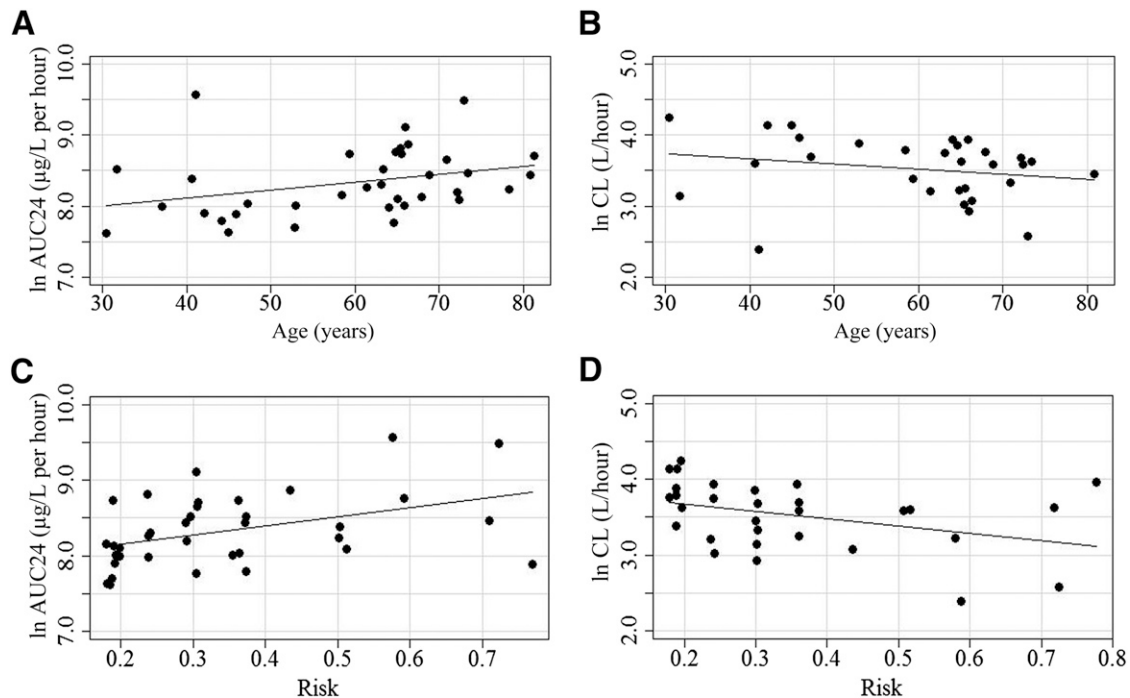 A
ln AUC24 (µg/L per hour)
10.0
9.0
8.0
7.0
30 40 50 60 70 80
Age (years)
B
ln CL (L/hour)
5.0
4.0
3.0
2.0
30 40 50 60 70 80
Age (years)
C
ln AUC24 (µg/L per hour)
10.0
9.0
8.0
7.0
0.2 0.3 0.4 0.5 0.6 0.7
Risk
D
ln CL (L/hour)
5.0
4.0
3.0
2.0
0.2 0.3 0.4 0.5 0.6 0.7 0.8
Risk